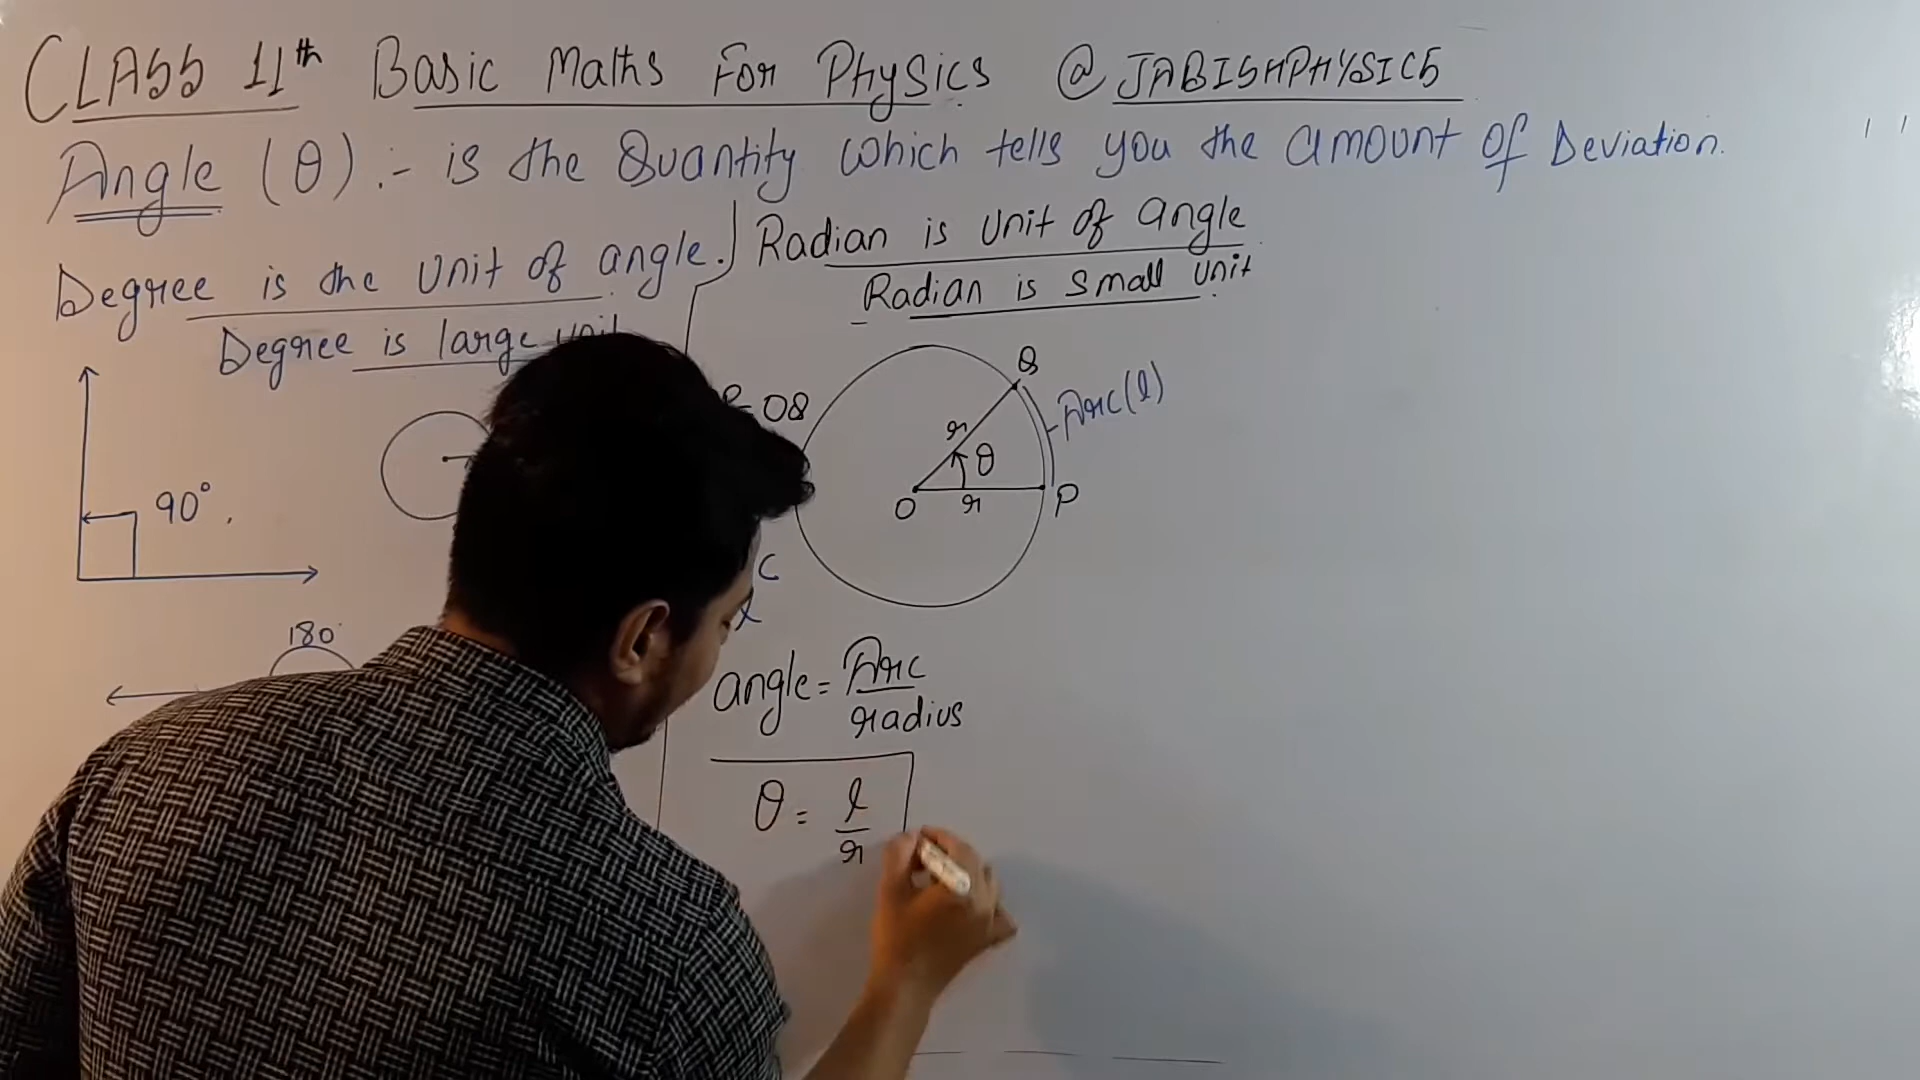 CLASS 11th Basic Maths For Physics @JABISHPHYSICS
Angle (θ) :- is the Quantity which tells you the amount of Deviation.
Degree is the unit of angle.
Degree is large
90°
180
Radian is unit of angle
Radian is small unit
Q
Arc(l)
r
θ
O
r
P
angle = Arc/radius
θ = l/r